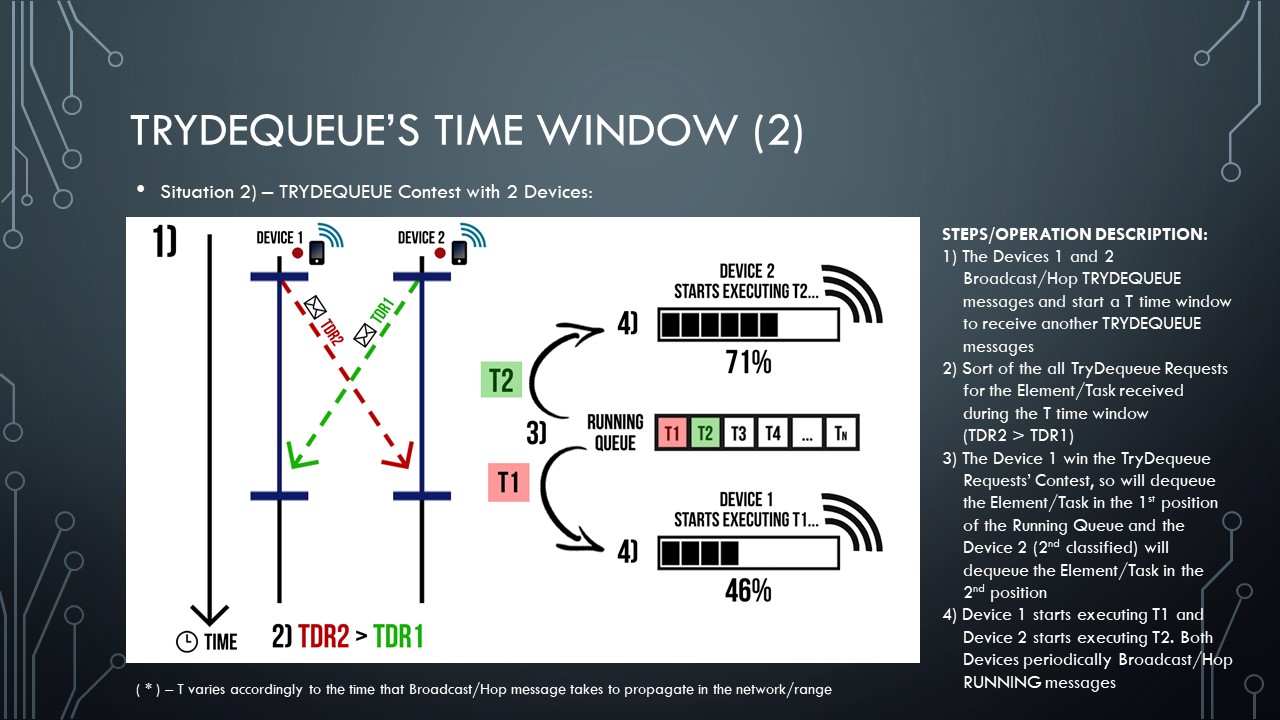 TRYDEQUEUE'S TIME WINDOW (2)
• Situation 2) – TRYDEQUEUE Contest with 2 Devices:
1)
DEVICE 1
DEVICE 2
TDR2
TDR1
TIME
2) TDR2 > TDR1
T2
3)
T1
RUNNING
QUEUE
T1 T2 T3 T4 ... TN
DEVICE 2
STARTS EXECUTING T2...
4)
71%
DEVICE 1
STARTS EXECUTING T1...
4)
46%
STEPS/OPERATION DESCRIPTION:
1) The Devices 1 and 2
Broadcast/Hop TRYDEQUEUE
messages and start a T time window
to receive another TRYDEQUEUE
messages
2) Sort of the all TryDequeue Requests
for the Element/Task received
during the T time window
(TDR2 > TDR1)
3) The Device 1 win the TryDequeue
Requests' Contest, so will dequeue
the Element/Task in the 1st position
of the Running Queue and the
Device 2 (2nd classified) will
dequeue the Element/Task in the
2nd position
4) Device 1 starts executing T1 and
Device 2 starts executing T2. Both
Devices periodically Broadcast/Hop
RUNNING messages
( * ) – T varies accordingly to the time that Broadcast/Hop message takes to propagate in the network/range